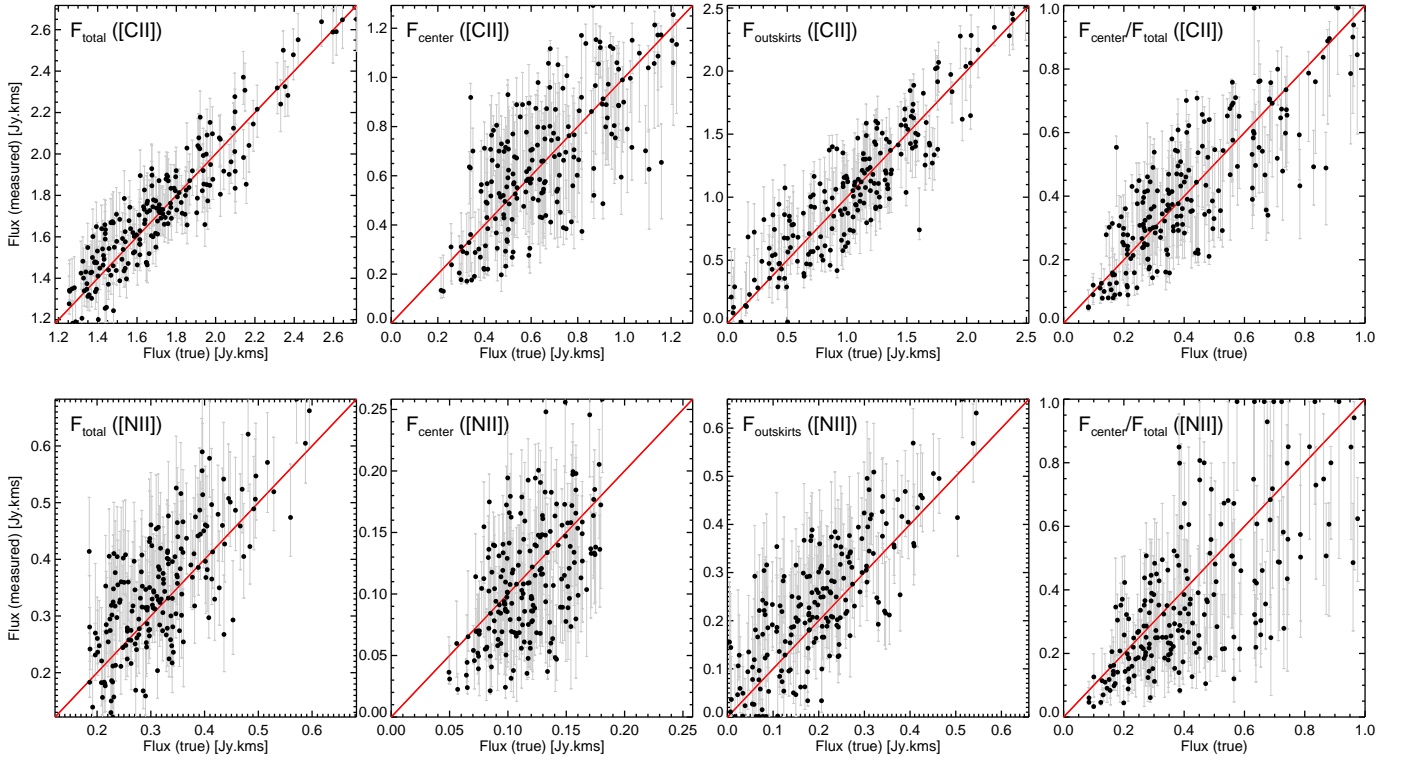 F_total ([CII])
2.6
2.4
2.2
2.0
1.8
1.6
1.4
1.2
Flux (measured) [Jy.kms]
1.2 1.4 1.6 1.8 2.0 2.2 2.4 2.6
Flux (true) [Jy.kms]
F_center ([CII])
1.2
1.0
0.8
0.6
0.4
0.2
0.0
0.0 0.2 0.4 0.6 0.8 1.0 1.2
Flux (true) [Jy.kms]
F_outskirts ([CII])
2.5
2.0
1.5
1.0
0.5
0.0
0.0 0.5 1.0 1.5 2.0 2.5
Flux (true) [Jy.kms]
F_center/F_total ([CII])
1.0
0.8
0.6
0.4
0.2
0.0
0.0 0.2 0.4 0.6 0.8 1.0
Flux (true)
F_total ([NII])
0.6
0.5
0.4
0.3
0.2
Flux (measured) [Jy.kms]
0.2 0.3 0.4 0.5 0.6
Flux (true) [Jy.kms]
F_center ([NII])
0.25
0.20
0.15
0.10
0.05
0.00
0.00 0.05 0.10 0.15 0.20 0.25
Flux (true) [Jy.kms]
F_outskirts ([NII])
0.6
0.5
0.4
0.3
0.2
0.1
0.0
0.0 0.1 0.2 0.3 0.4 0.5 0.6
Flux (true) [Jy.kms]
F_center/F_total ([NII])
1.0
0.8
0.6
0.4
0.2
0.0
0.0 0.2 0.4 0.6 0.8 1.0
Flux (true)